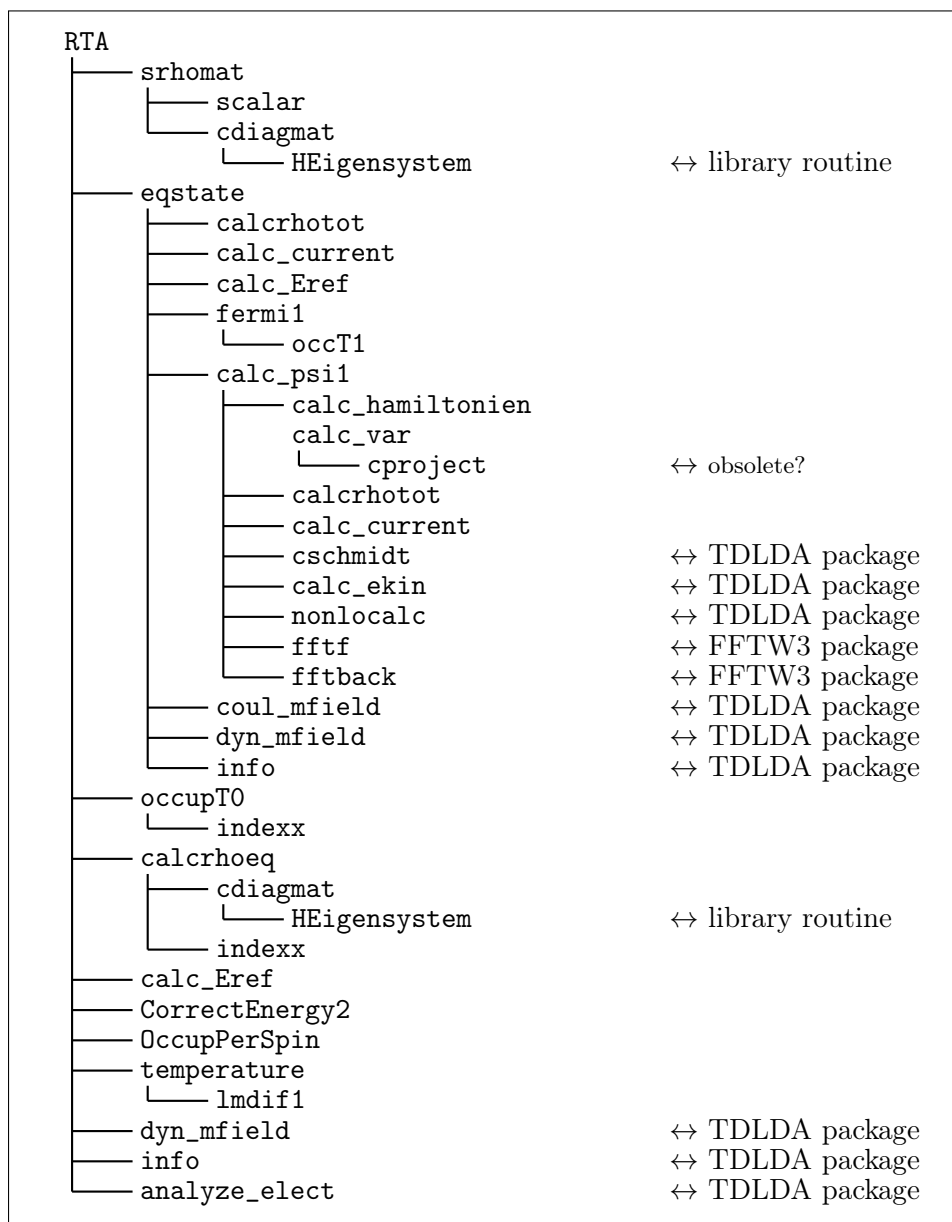 RTA
srhomat
scalar
cdiagmat
HEigensystem ↔ library routine
eqstate
calcrhotot
calc_current
calc_Eref
fermi1
occT1
calc_psi1
calc_hamiltonien
calc_var
cproject ↔ obsolete?
calcrhotot
calc_current
cschmidt ↔ TDLDA package
calc_ekin ↔ TDLDA package
nonlocalc ↔ TDLDA package
fftf ↔ FFTW3 package
fftback ↔ FFTW3 package
coul_mfield ↔ TDLDA package
dyn_mfield ↔ TDLDA package
info ↔ TDLDA package
occupT0
indexx
calcrhoeq
cdiagmat
HEigensystem ↔ library routine
indexx
calc_Eref
CorrectEnergy2
OccupPerSpin
temperature
lmdif1
dyn_mfield ↔ TDLDA package
info ↔ TDLDA package
analyze_elect ↔ TDLDA package